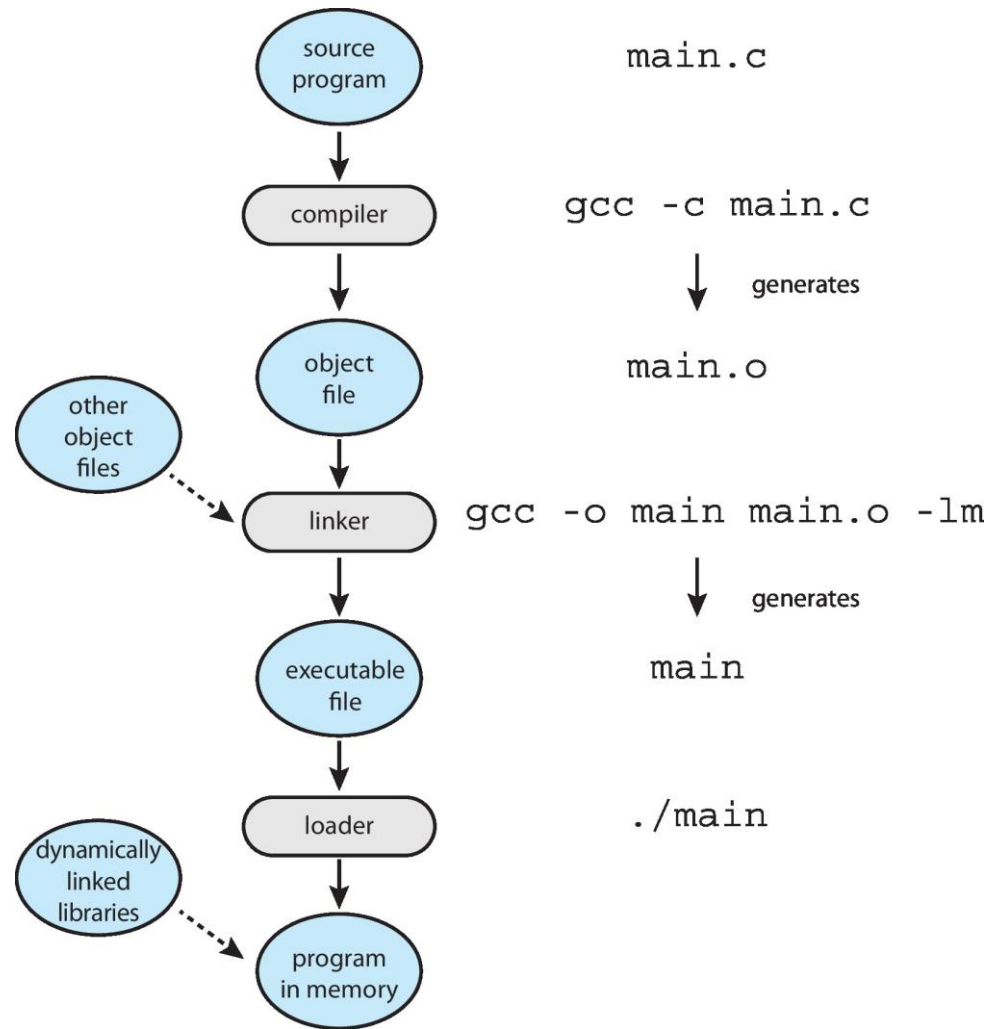 source
program
main.c
compiler
gcc -c main.c
generates
object
file
main.o
other
object
files
linker
gcc -o main main.o -lm
generates
executable
file
main
loader
./main
dynamically
linked
libraries
program
in memory